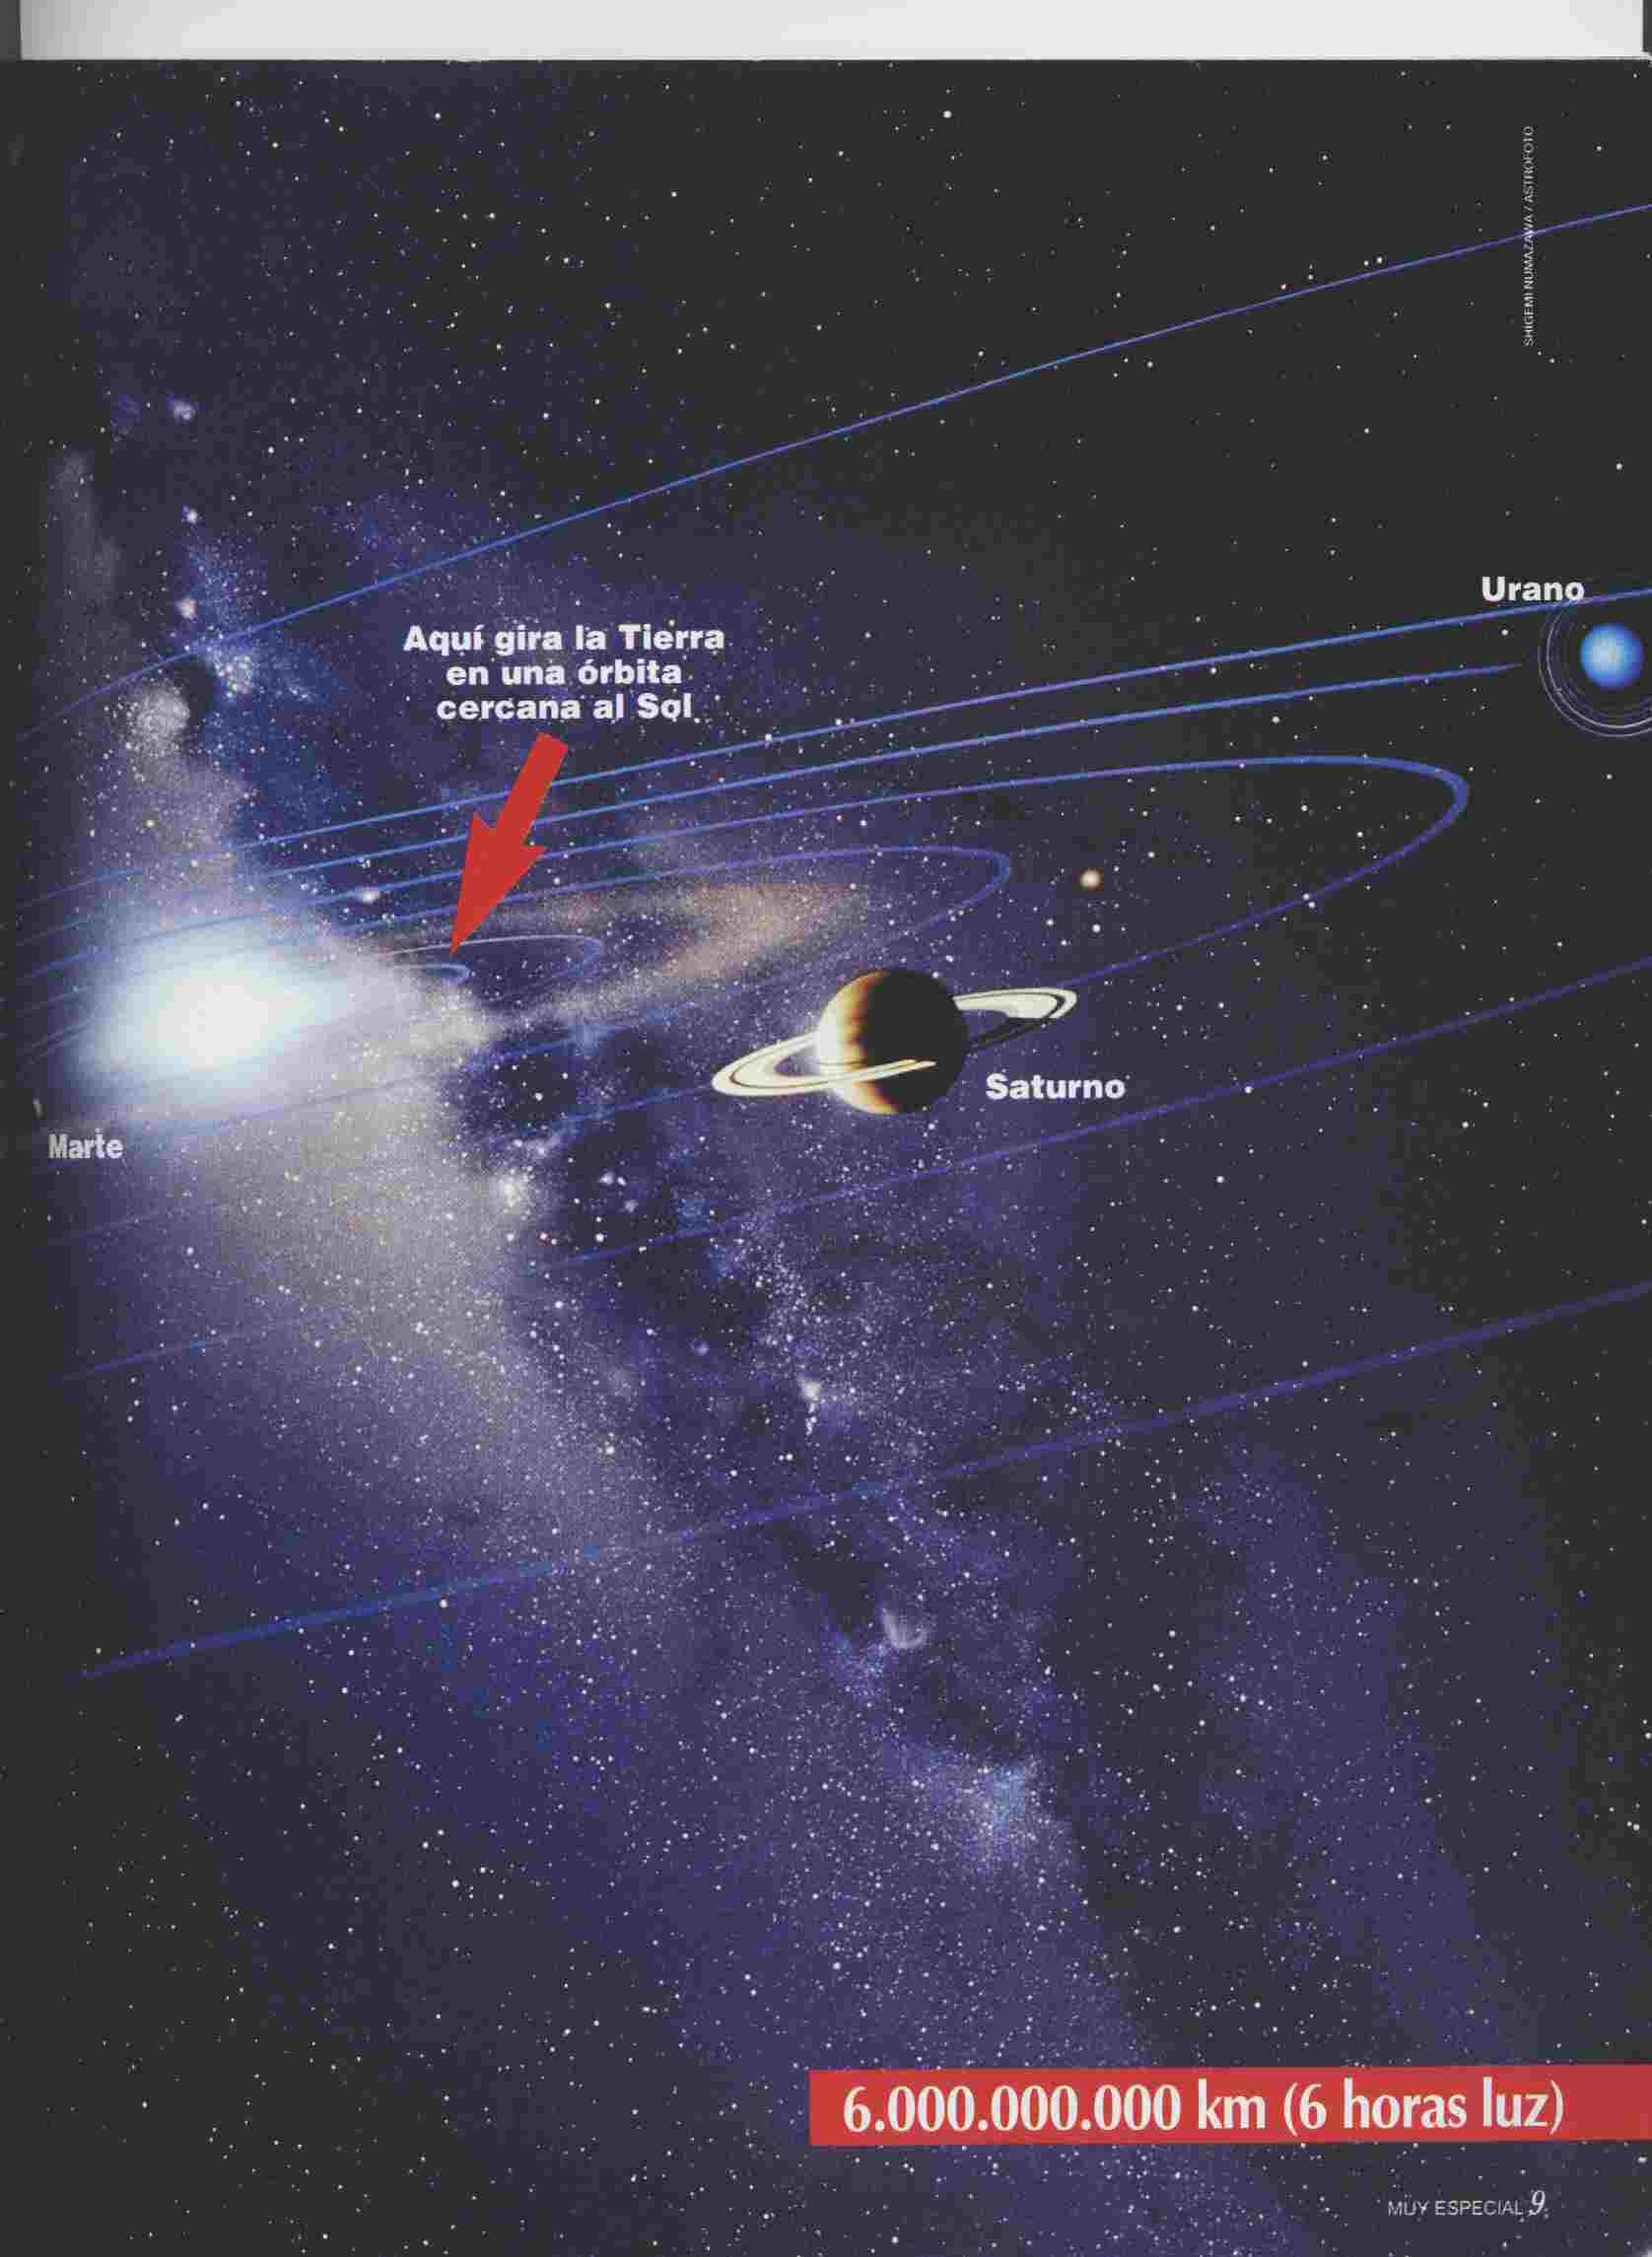 SHIGEMI NUMAZAWA / ASTROFOTO
Urano
Aquí gira la Tierra
en una órbita
cercana al Sol
Saturno
Marte
6.000.000.000 km (6 horas luz)
MUY ESPECIAL 9